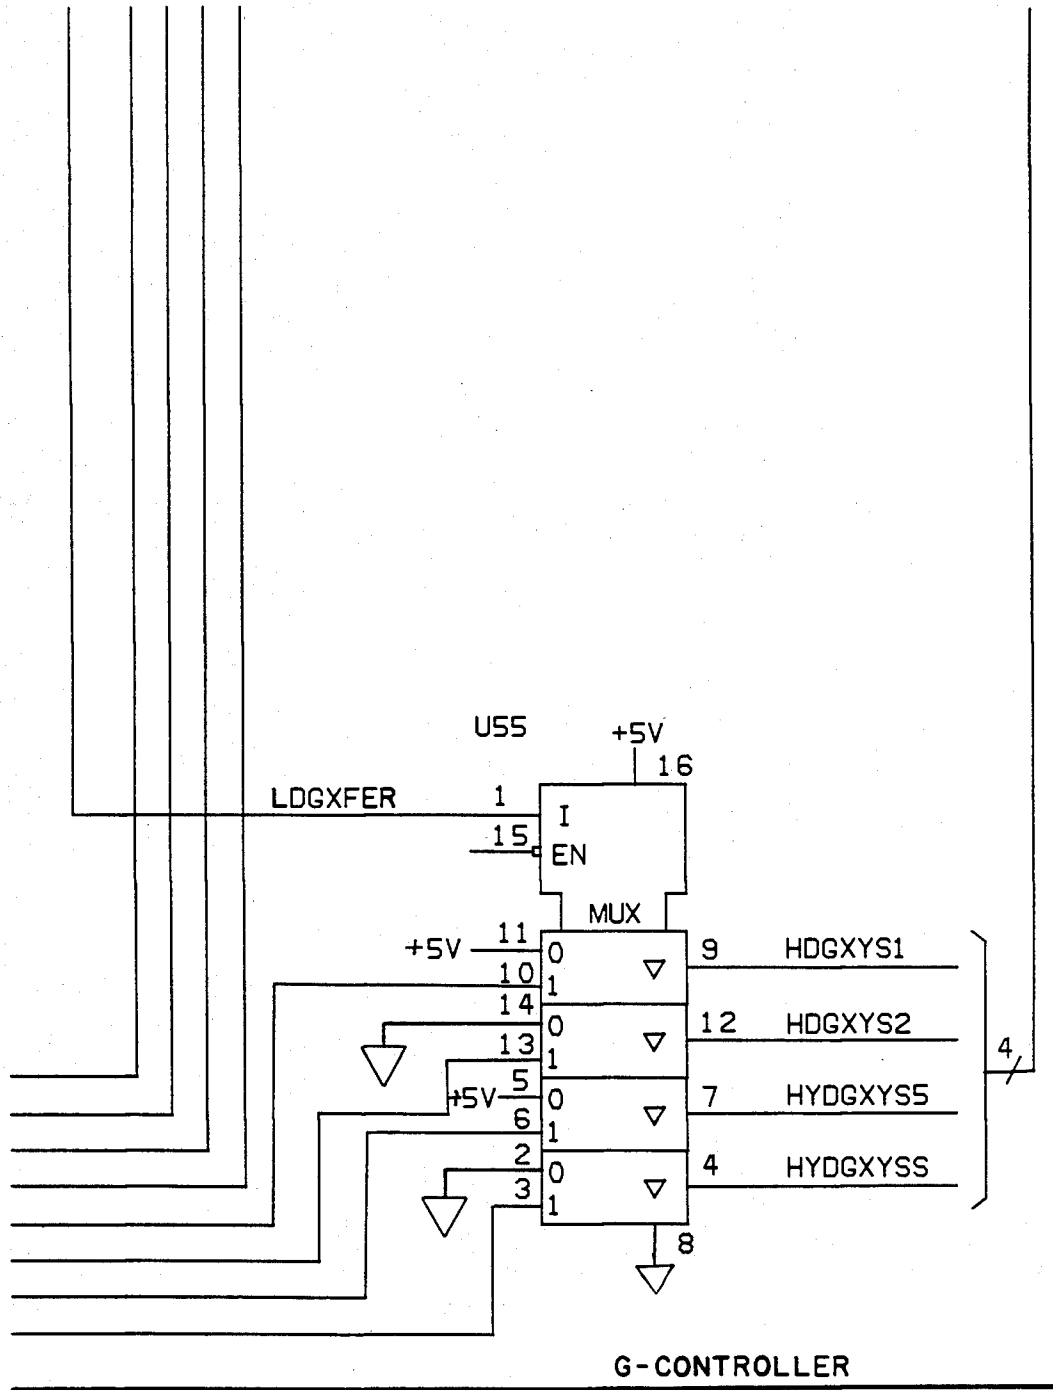 U55
+5V
16
LDGXFER 1 I
15 EN
MUX
+5V 11 0 9 HDGXYS1
10 1
14 0 12 HDGXYS2
13 1
4
+5V 5 0 7 HYDGXYS5
6 1
2 0 4 HYDGXYSS
3 1
8
G-CONTROLLER